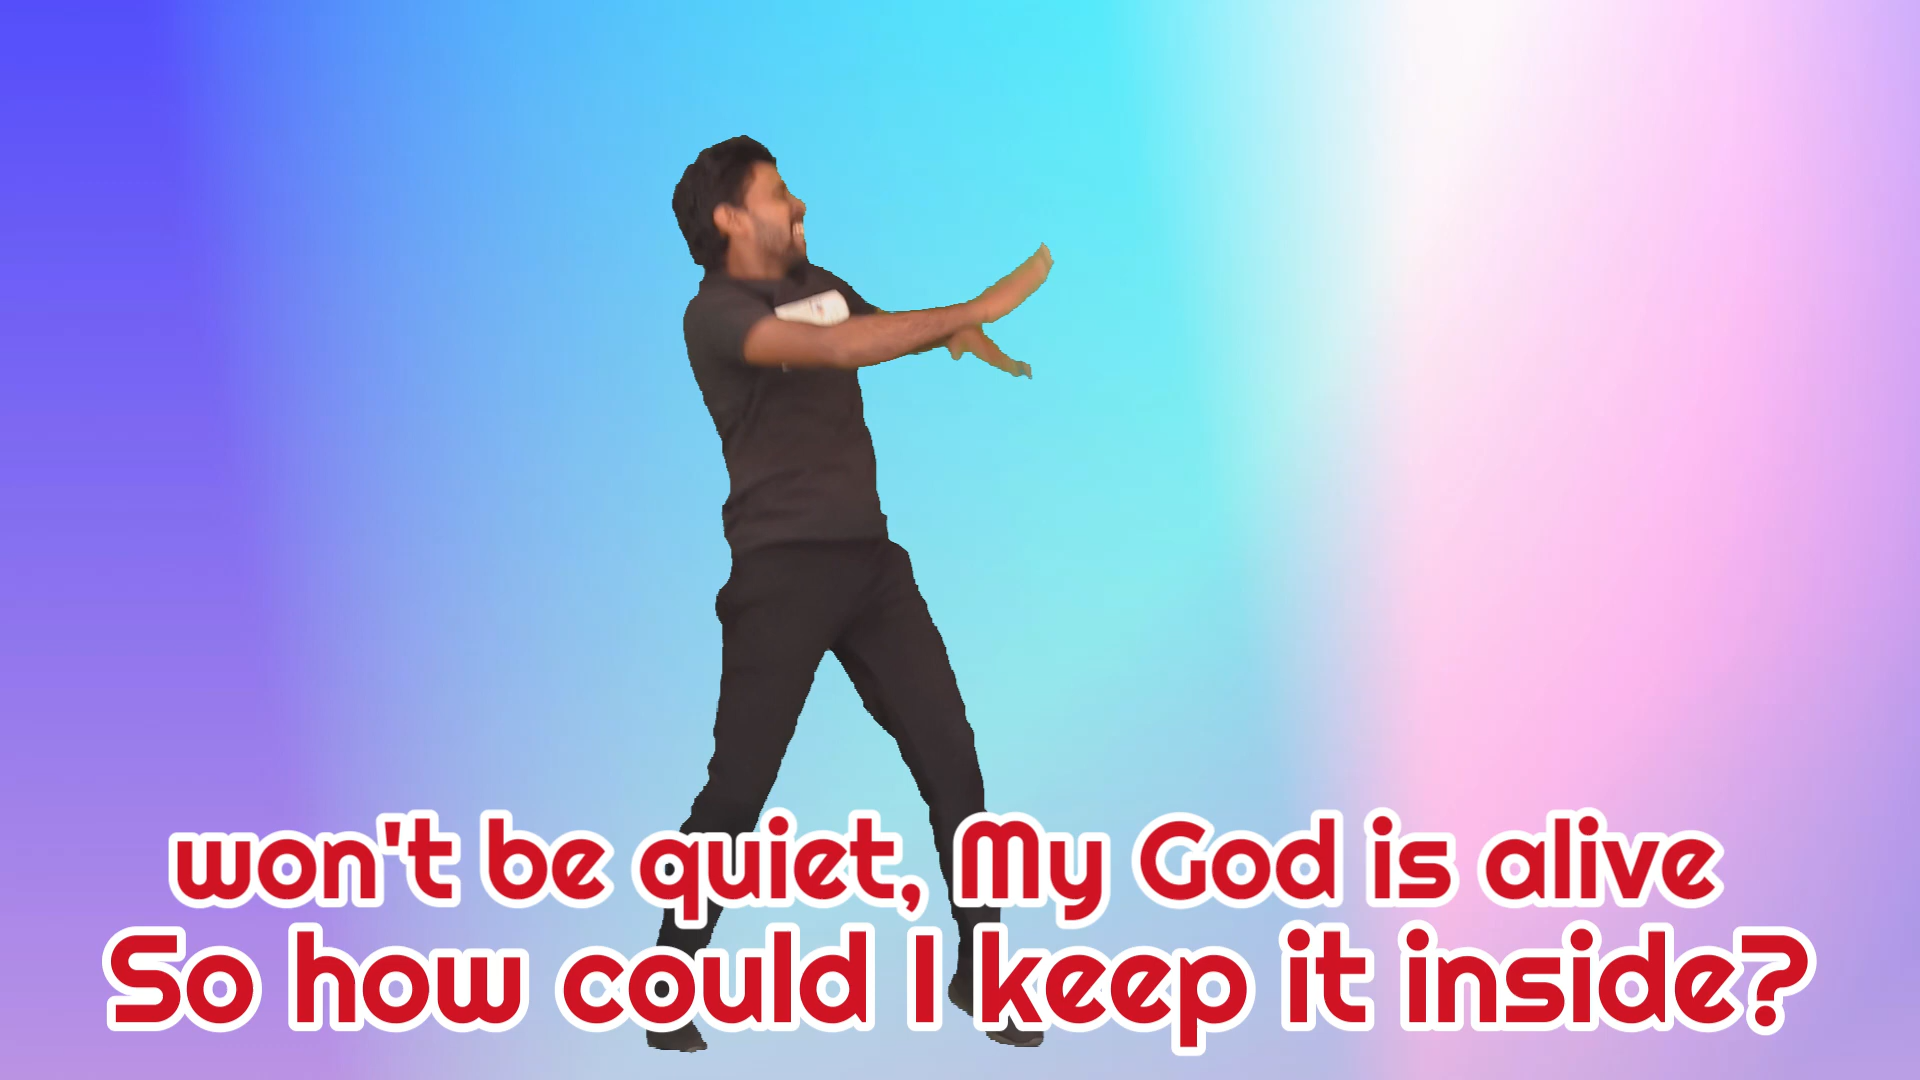 won't be quiet, My God is alive
So how could I keep it inside?